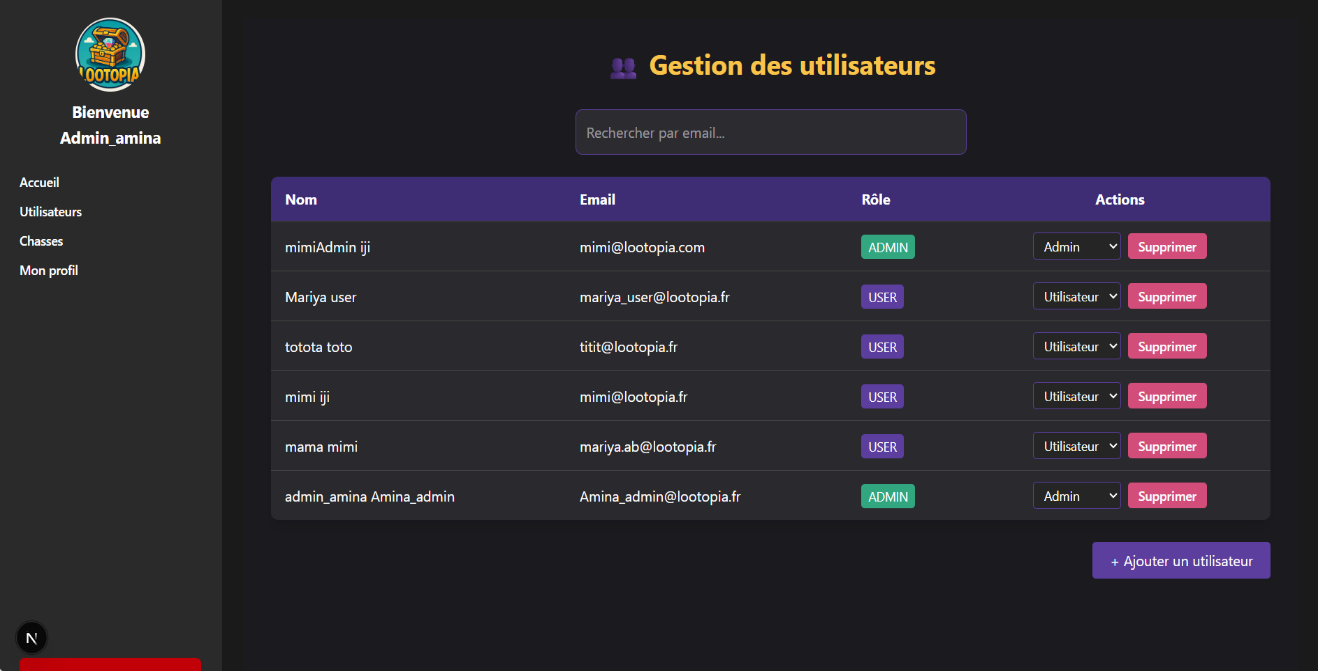 LOOTOPIA
Bienvenue
Admin_amina
Accueil
Utilisateurs
Chasses
Mon profil
N
Gestion des utilisateurs
Rechercher par email...
Nom Email Rôle Actions
mimiAdmin iji mimi@lootopia.com ADMIN Admin Supprimer
Mariya user mariya_user@lootopia.fr USER Utilisateur Supprimer
totota toto titit@lootopia.fr USER Utilisateur Supprimer
mimi iji mimi@lootopia.fr USER Utilisateur Supprimer
mama mimi mariya.ab@lootopia.fr USER Utilisateur Supprimer
admin_amina Amina_admin Amina_admin@lootopia.fr ADMIN Admin Supprimer
+ Ajouter un utilisateur